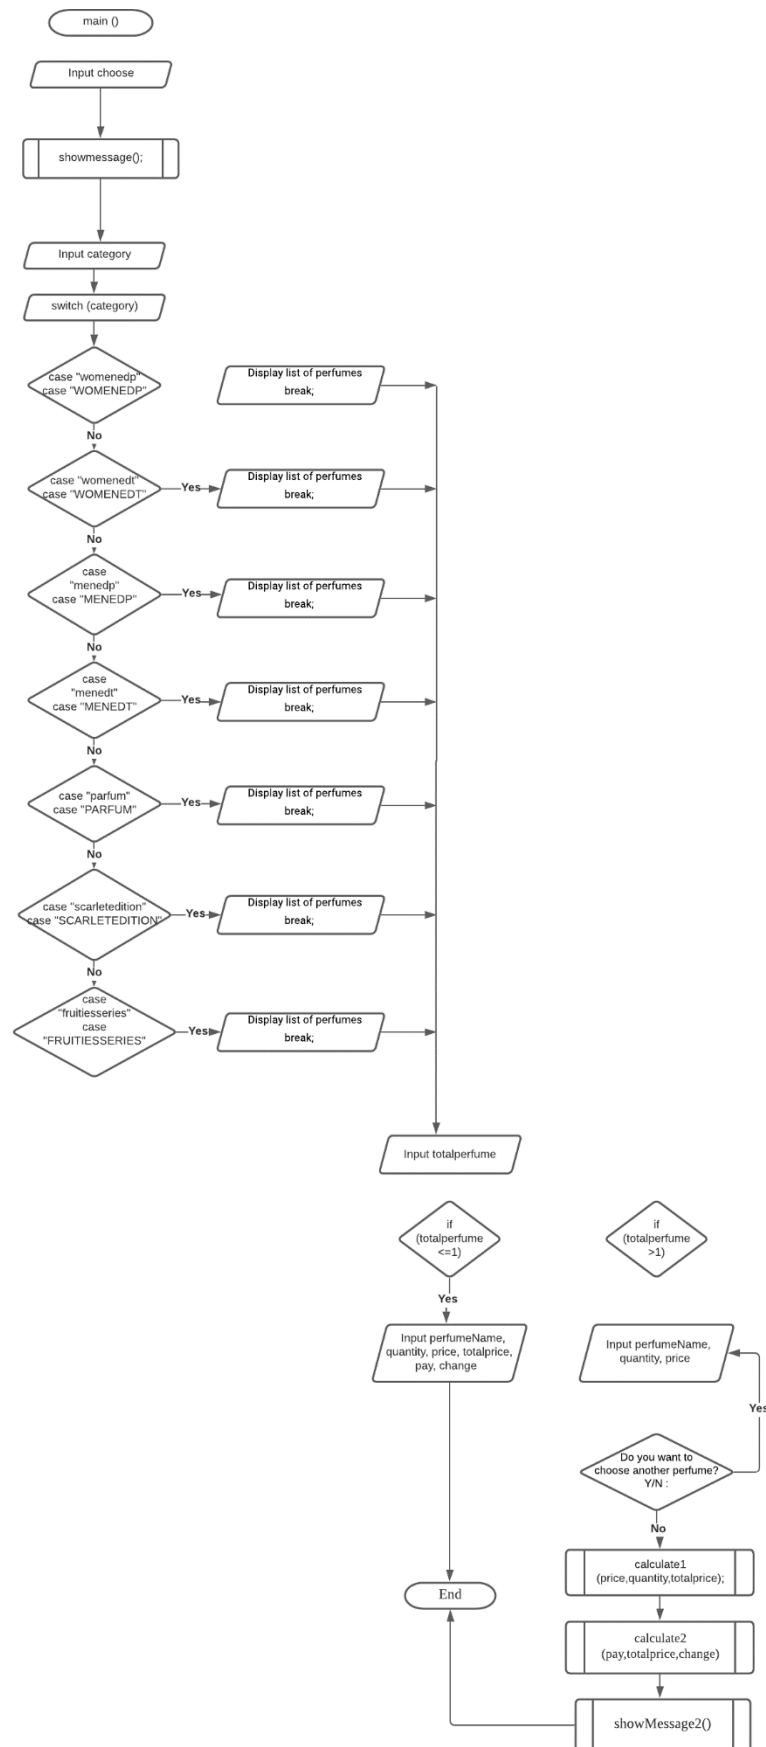 main ()
Input choose
showmessage();
Input category
switch (category)
case "womenedp"
case "WOMENEDP"
Display list of perfumes
break;
No
case "womenedt"
case "WOMENEDT"
Yes
Display list of perfumes
break;
No
case
"menedp"
case "MENEDP"
Yes
Display list of perfumes
break;
No
case
"menedt"
case "MENEDT"
Yes
Display list of perfumes
break;
No
case "parfum"
case "PARFUM"
Yes
Display list of perfumes
break;
No
case "scarletedition"
case "SCARLETEDITION"
Yes
Display list of perfumes
break;
No
case
"fruitiesseries"
case
"FRUITIESSERIES"
Yes
Display list of perfumes
break;
Input totalperfume
if
(totalperfume
<=1)
Yes
Input perfumeName,
quantity, price, totalprice,
pay, change
End
if
(totalperfume
>1)
Input perfumeName,
quantity, price
Yes
Do you want to
choose another perfume?
Y/N :
No
calculate1
(price,quantity,totalprice);
calculate2
(pay,totalprice,change)
showMessage2()